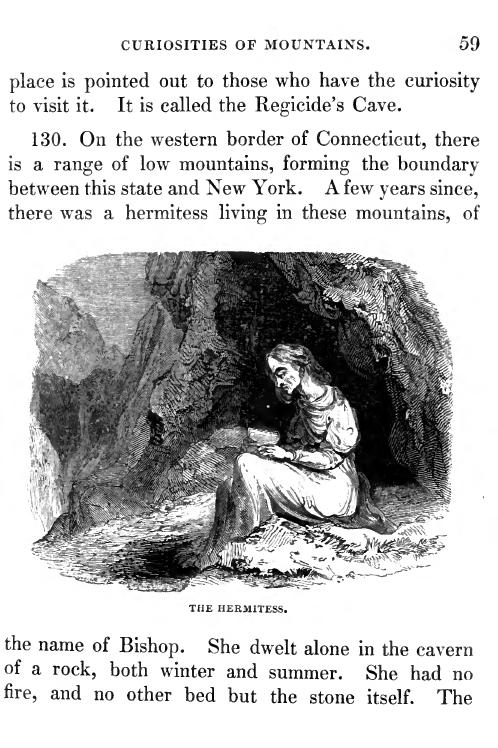 CURIOSITIES OF MOUNTAINS. 59
place is pointed out to those who have the curiosity
to visit it. It is called the Regicide's Cave.
130. On the western border of Connecticut, there
is a range of low mountains, forming the boundary
between this state and New York. A few years since,
there was a hermitess living in these mountains, of
THE HERMITESS.
the name of Bishop. She dwelt alone in the cavern
of a rock, both winter and summer. She had no
fire, and no other bed but the stone itself. The